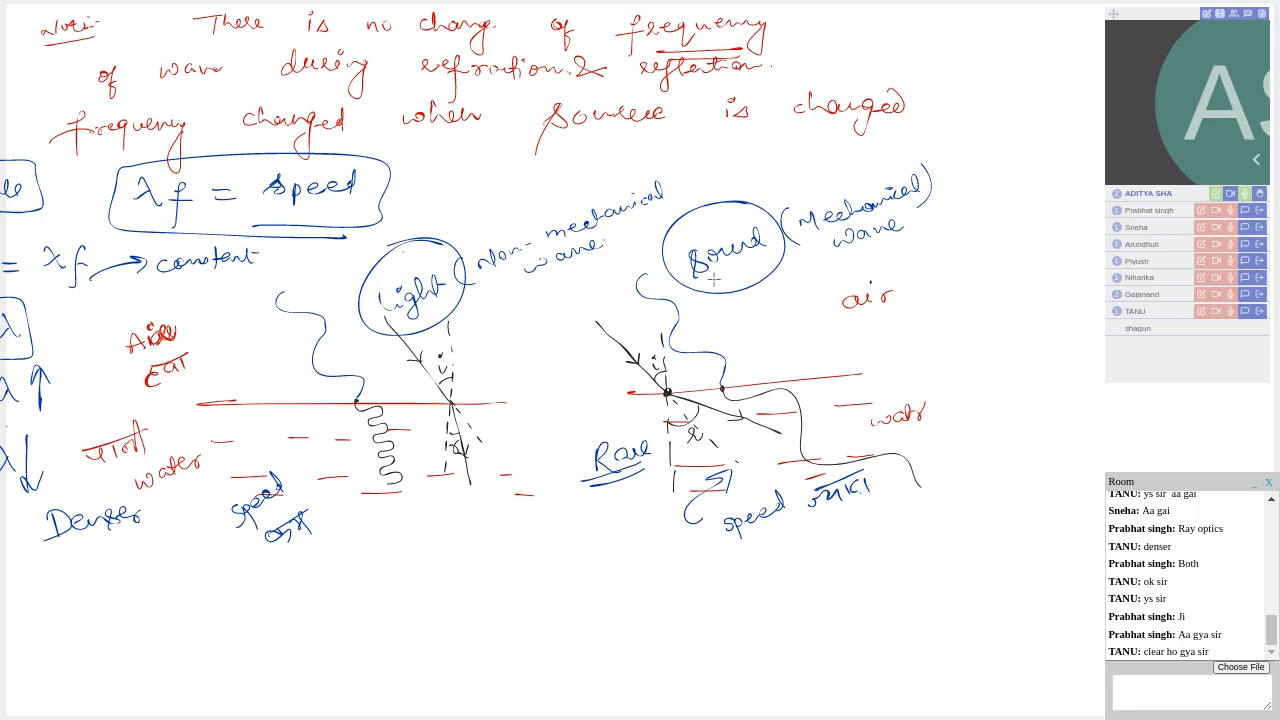 Note:- There is no change of frequency
of wave during refraction & reflection.
frequency changed when source is changed
λf = speed
= λf → constant
λ
λ ↑
λ ↓
Light (Non-mechanical
wave.
Sound (Mechanical)
wave
air
i
i
r
r
water
पानी
water
Denser
speed
कम
Rare
speed ज्यादा
AS
ADITYA SHA
Prabhat singh
Sneha
Arundhuti
Piyush
Niharika
Gajanand
TANU
shagun
Room
_ X
TANU: ys sir aa gai
Sneha: Aa gai
Prabhat singh: Ray optics
TANU: denser
Prabhat singh: Both
TANU: ok sir
TANU: ys sir
Prabhat singh: Ji
Prabhat singh: Aa gya sir
TANU: clear ho gya sir
Choose File